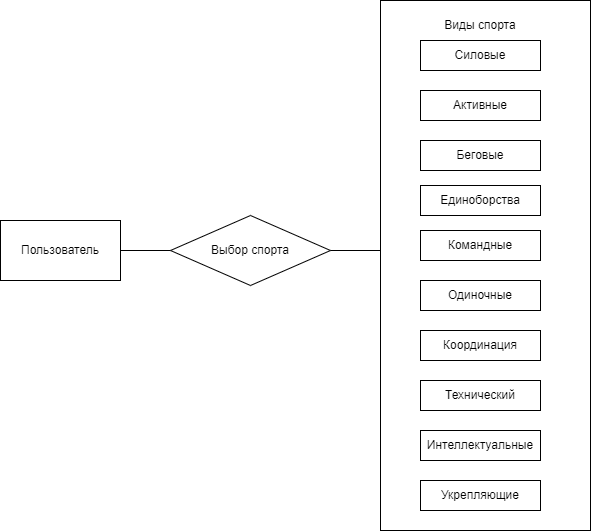 Виды спорта
Силовые
Активные
Беговые
Единоборства
Командные
Пользователь
Выбор спорта
Одиночные
Координация
Технический
Интеллектуальные
Укрепляющие